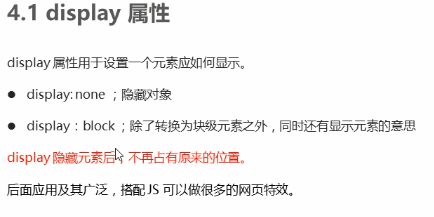 4.1 display 属性
display 属性用于设置一个元素应如何显示。
● display: none ；隐藏对象
● display：block ；除了转换为块级元素之外，同时还有显示元素的意思
display 隐藏元素后，不再占有原来的位置。
后面应用及其广泛，搭配 JS 可以做很多的网页特效。